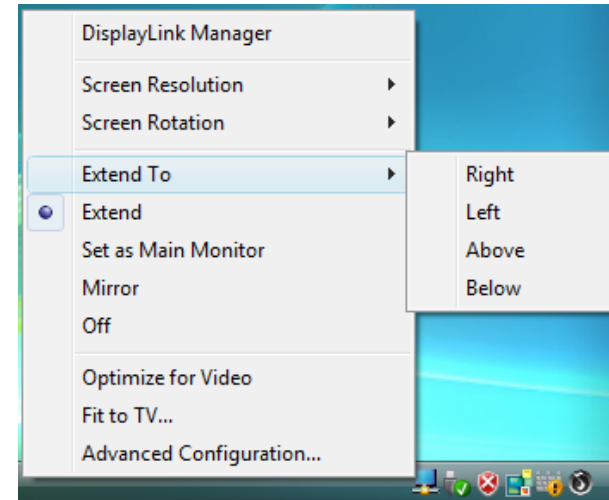 DisplayLink Manager
Screen Resolution
Screen Rotation
Extend To
Extend
Set as Main Monitor
Mirror
Off
Optimize for Video
Fit to TV...
Advanced Configuration...
Right
Left
Above
Below